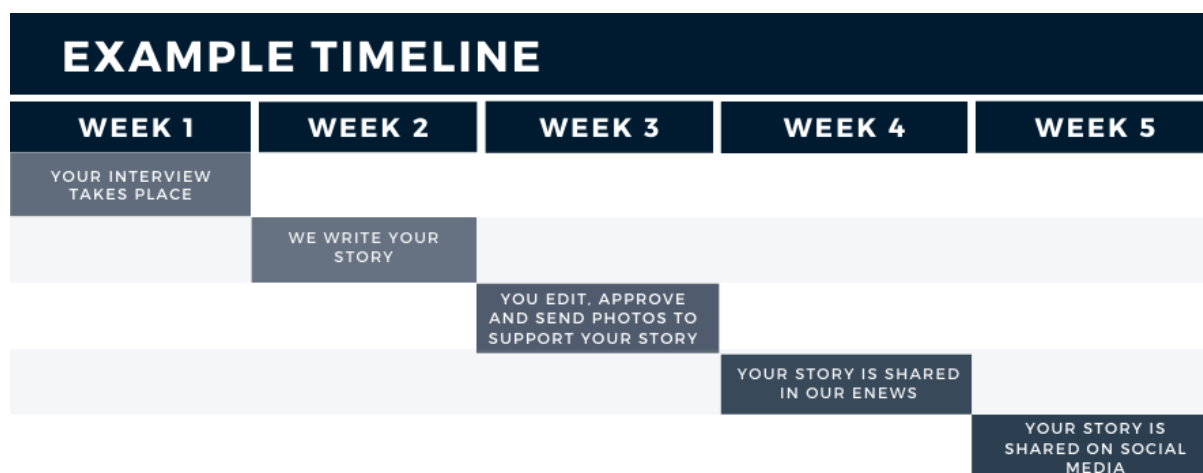 EXAMPLE TIMELINE
WEEK 1
WEEK 2
WEEK 3
WEEK 4
WEEK 5
YOUR INTERVIEW
TAKES PLACE
WE WRITE YOUR
STORY
YOU EDIT, APPROVE
AND SEND PHOTOS TO
SUPPORT YOUR STORY
YOUR STORY IS SHARED
IN OUR ENEWS
YOUR STORY IS
SHARED ON SOCIAL
MEDIA